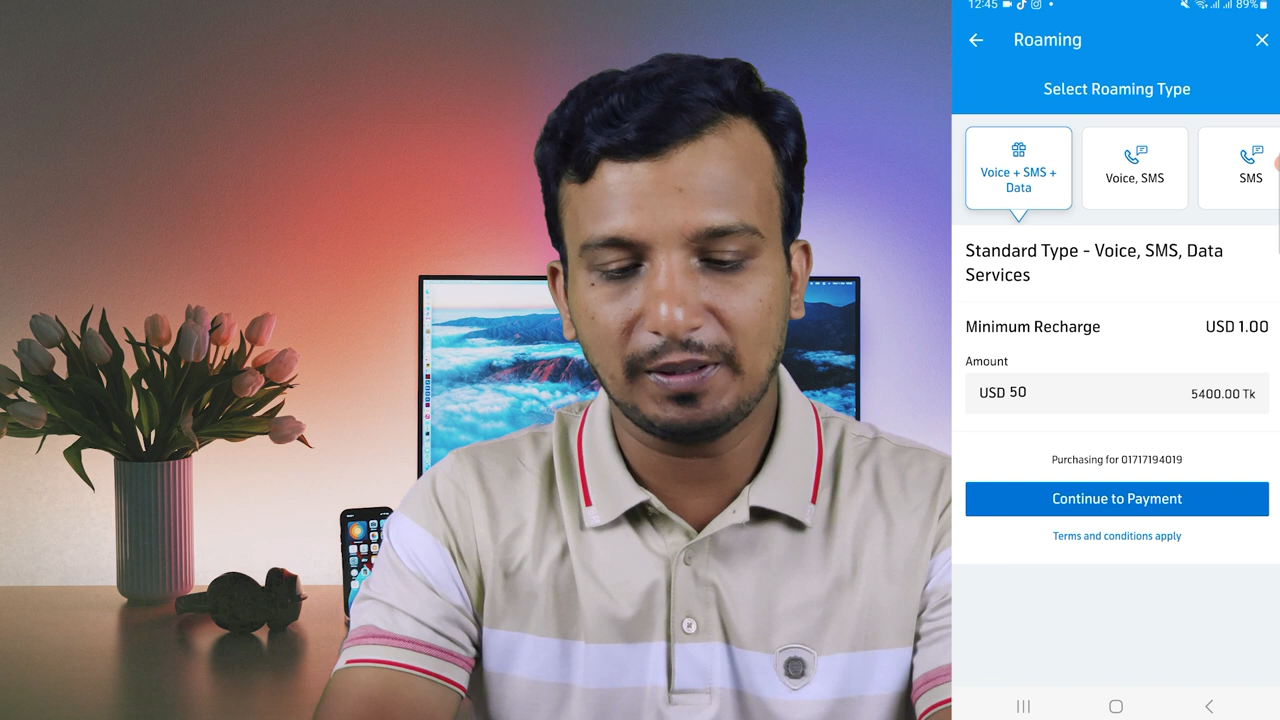 12:45
89%
Roaming
Select Roaming Type
Voice + SMS +
Data
Voice, SMS
SMS
Standard Type - Voice, SMS, Data
Services
Minimum Recharge USD 1.00
Amount
USD 50 5400.00 Tk
Purchasing for 01717194019
Continue to Payment
Terms and conditions apply